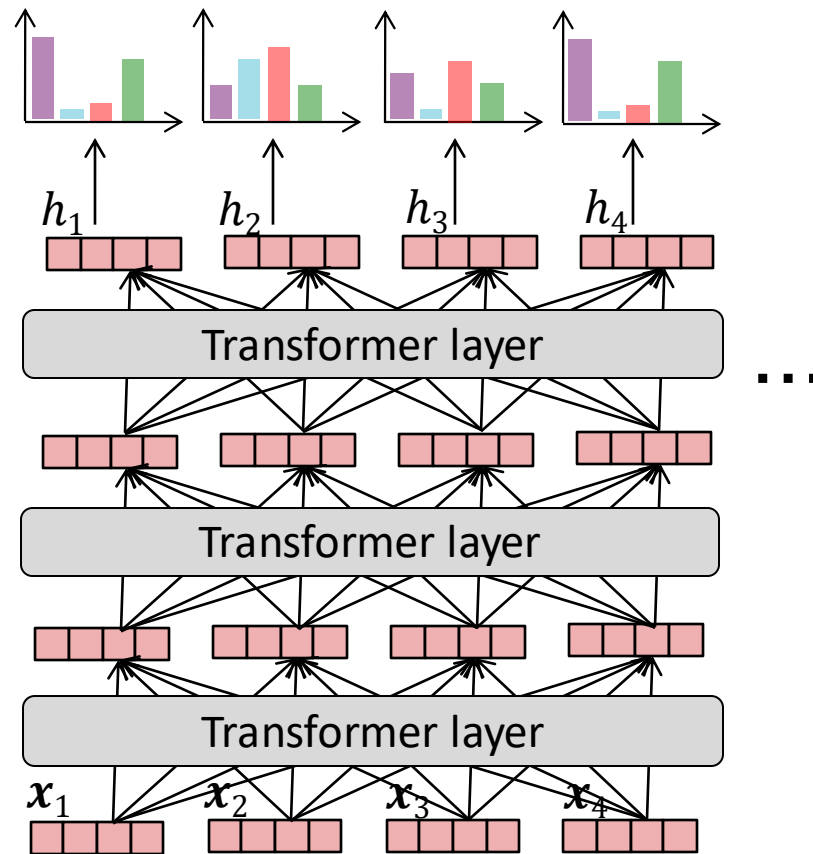 h₁ h₂ h₃ h₄
Transformer layer
...
Transformer layer
Transformer layer
x₁ x₂ x₃ x₄